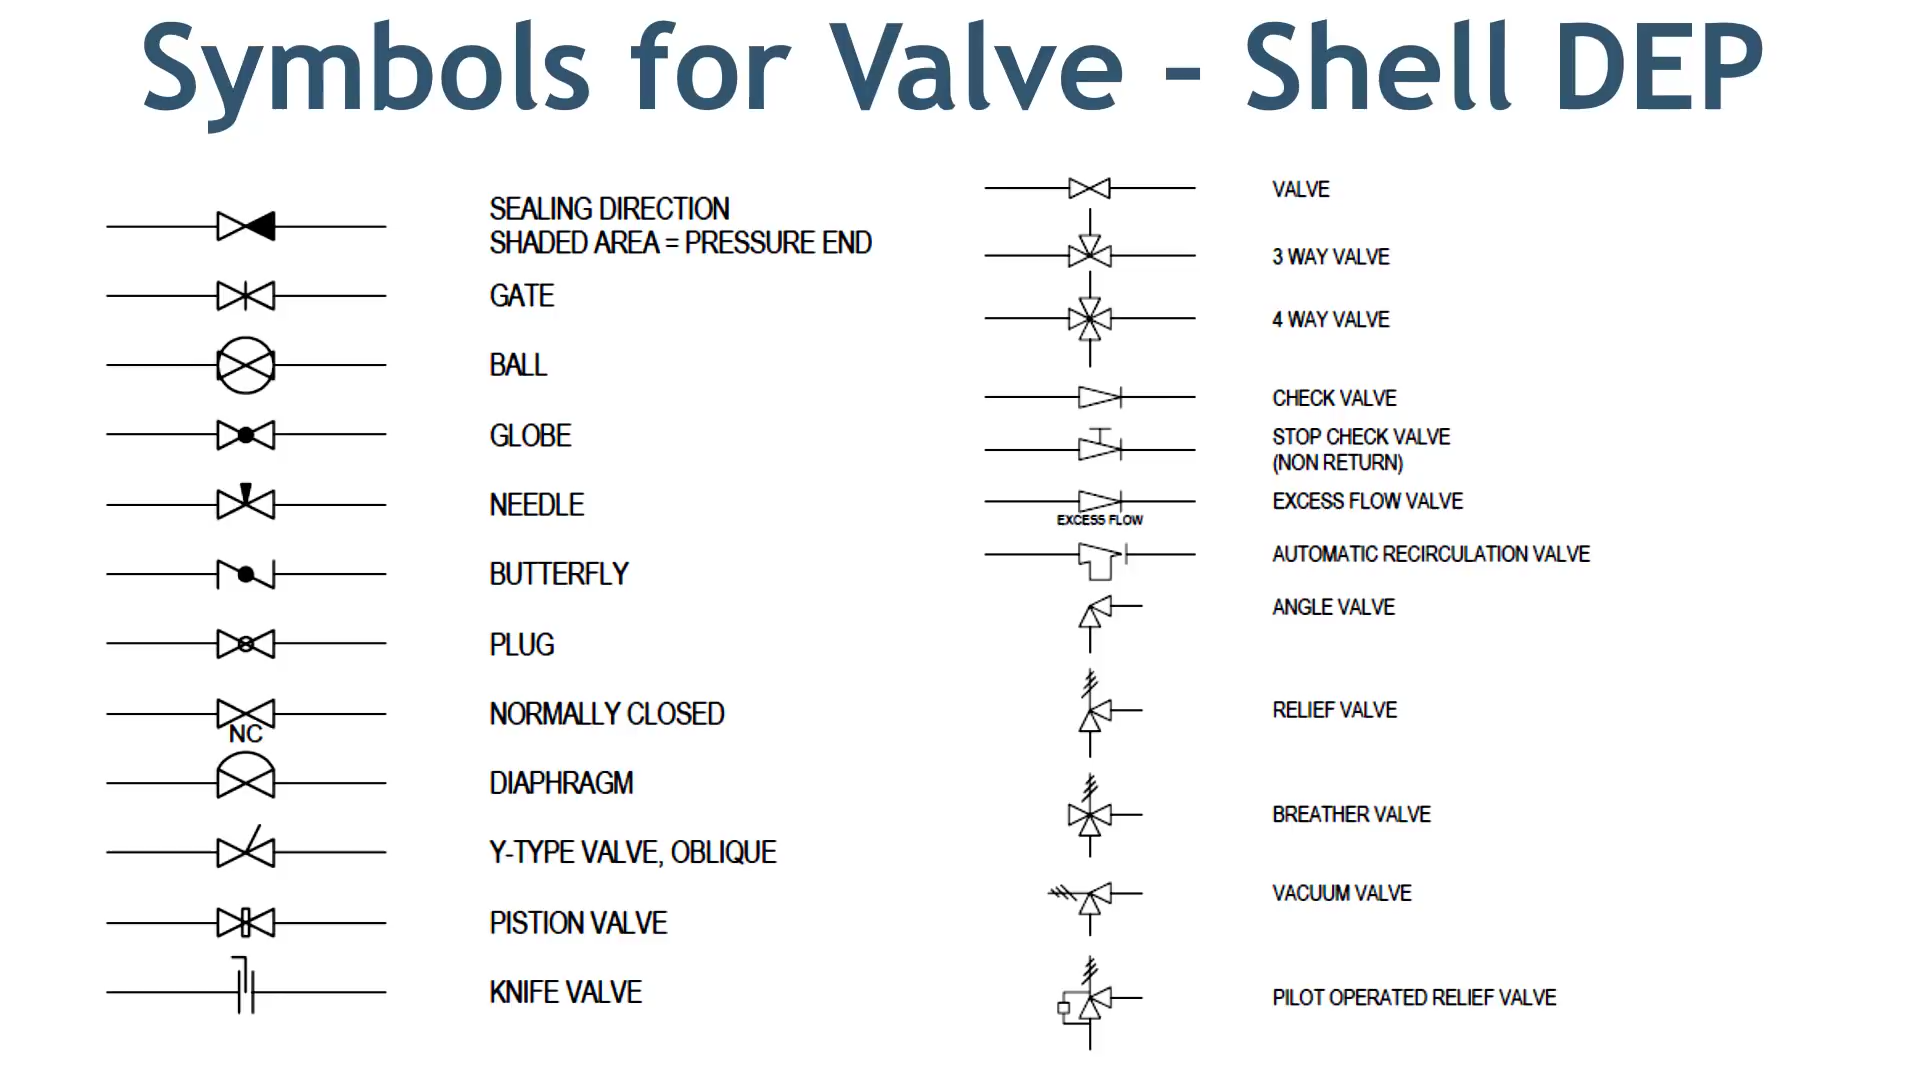 Symbols for Valve - Shell DEP
SEALING DIRECTION
SHADED AREA = PRESSURE END
GATE
BALL
GLOBE
NEEDLE
BUTTERFLY
PLUG
NORMALLY CLOSED
NC
DIAPHRAGM
Y-TYPE VALVE, OBLIQUE
PISTION VALVE
KNIFE VALVE
VALVE
3 WAY VALVE
4 WAY VALVE
CHECK VALVE
STOP CHECK VALVE
(NON RETURN)
EXCESS FLOW VALVE
EXCESS FLOW
AUTOMATIC RECIRCULATION VALVE
ANGLE VALVE
RELIEF VALVE
BREATHER VALVE
VACUUM VALVE
PILOT OPERATED RELIEF VALVE